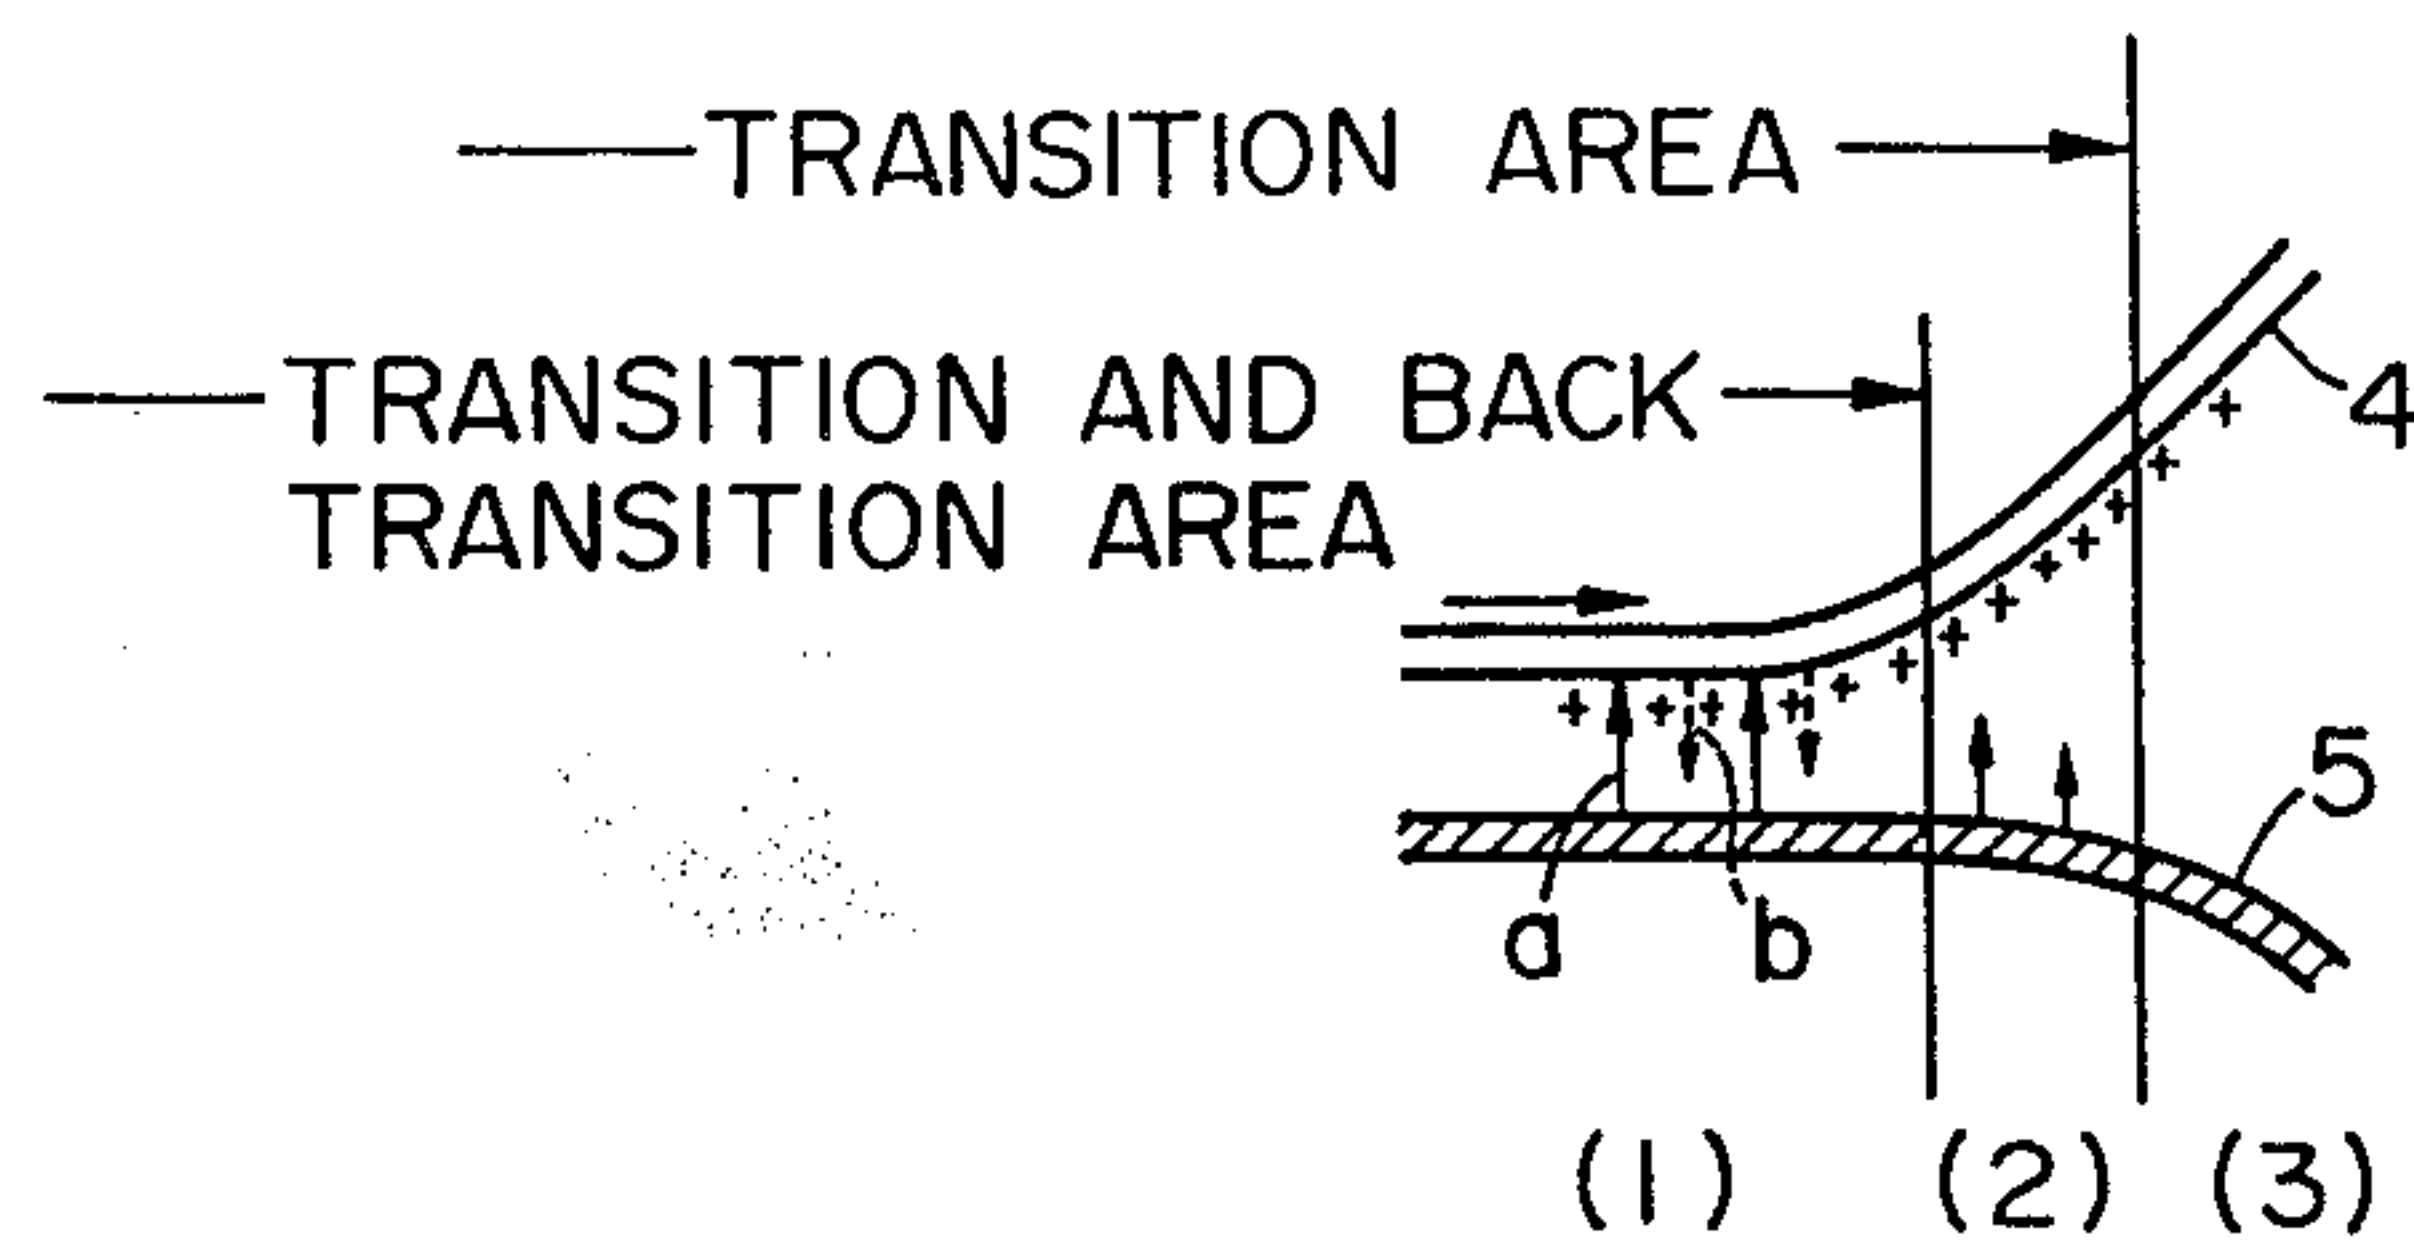 TRANSITION AREA
TRANSITION AND BACK
TRANSITION AREA
4
5
a b
(1) (2) (3)